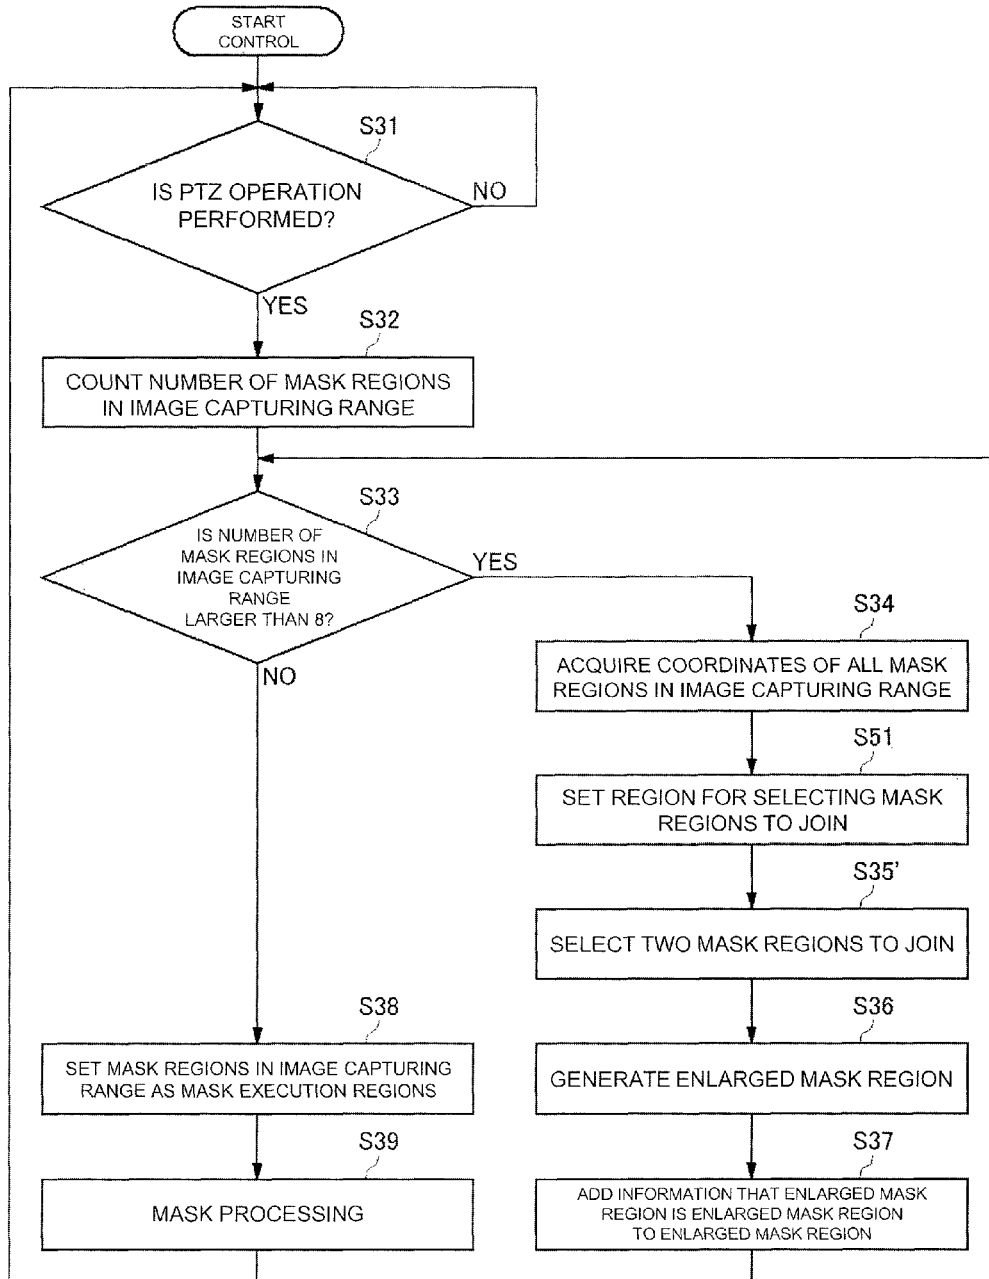 START
CONTROL
S31
IS PTZ OPERATION
PERFORMED?
NO
YES
S32
COUNT NUMBER OF MASK REGIONS
IN IMAGE CAPTURING RANGE
S33
IS NUMBER OF
MASK REGIONS IN
IMAGE CAPTURING
RANGE
LARGER THAN 8?
YES
NO
S34
ACQUIRE COORDINATES OF ALL MASK
REGIONS IN IMAGE CAPTURING RANGE
S51
SET REGION FOR SELECTING MASK
REGIONS TO JOIN
S35'
SELECT TWO MASK REGIONS TO JOIN
S38
SET MASK REGIONS IN IMAGE CAPTURING
RANGE AS MASK EXECUTION REGIONS
S36
GENERATE ENLARGED MASK REGION
S39
MASK PROCESSING
S37
ADD INFORMATION THAT ENLARGED MASK
REGION IS ENLARGED MASK REGION
TO ENLARGED MASK REGION